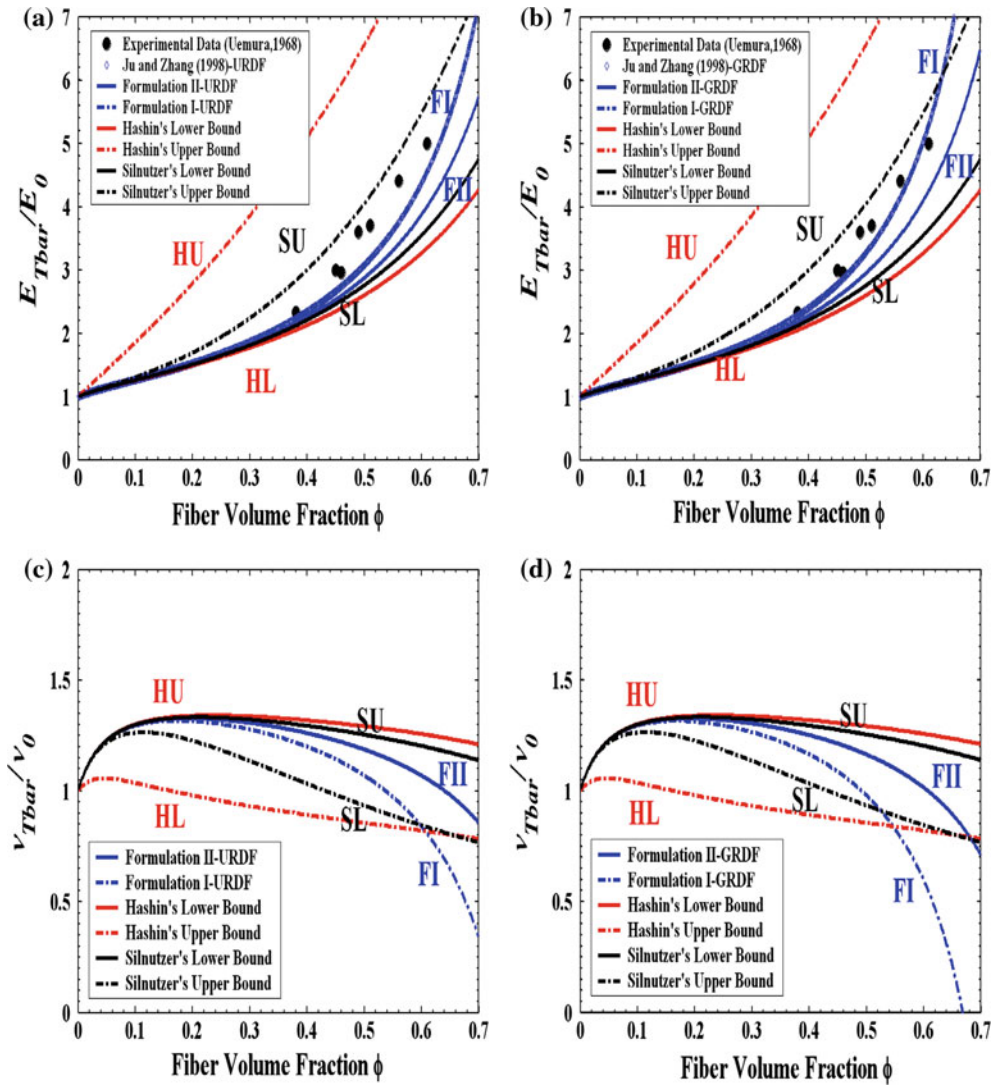 (a)
7
6
5
4
3
2
1
0
E_Tbar/E_0
Experimental Data (Uemura,1968)
Ju and Zhang (1998)-URDF
Formulation II-URDF
Formulation I-URDF
Hashin's Lower Bound
Hashin's Upper Bound
Silnutzer's Lower Bound
Silnutzer's Upper Bound
FI
FII
HU
SU
SL
HL
0 0.1 0.2 0.3 0.4 0.5 0.6 0.7
Fiber Volume Fraction ϕ
(b)
7
6
5
4
3
2
1
0
E_Tbar/E_0
Experimental Data (Uemura,1968)
Ju and Zhang (1998)-GRDF
Formulation II-GRDF
Formulation I-GRDF
Hashin's Lower Bound
Hashin's Upper Bound
Silnutzer's Lower Bound
Silnutzer's Upper Bound
FI
FII
HU
SU
SL
HL
0 0.1 0.2 0.3 0.4 0.5 0.6 0.7
Fiber Volume Fraction ϕ
(c)
2
1.5
1
0.5
0
ν_Tbar/ν_0
HU
SU
FII
HL
SL
FI
Formulation II-URDF
Formulation I-URDF
Hashin's Lower Bound
Hashin's Upper Bound
Silnutzer's Lower Bound
Silnutzer's Upper Bound
0 0.1 0.2 0.3 0.4 0.5 0.6 0.7
Fiber Volume Fraction ϕ
(d)
2
1.5
1
0.5
0
ν_Tbar/ν_0
HU
SU
FII
HL
SL
FI
Formulation II-GRDF
Formulation I-GRDF
Hashin's Lower Bound
Hashin's Upper Bound
Silnutzer's Lower Bound
Silnutzer's Upper Bound
0 0.1 0.2 0.3 0.4 0.5 0.6 0.7
Fiber Volume Fraction ϕ